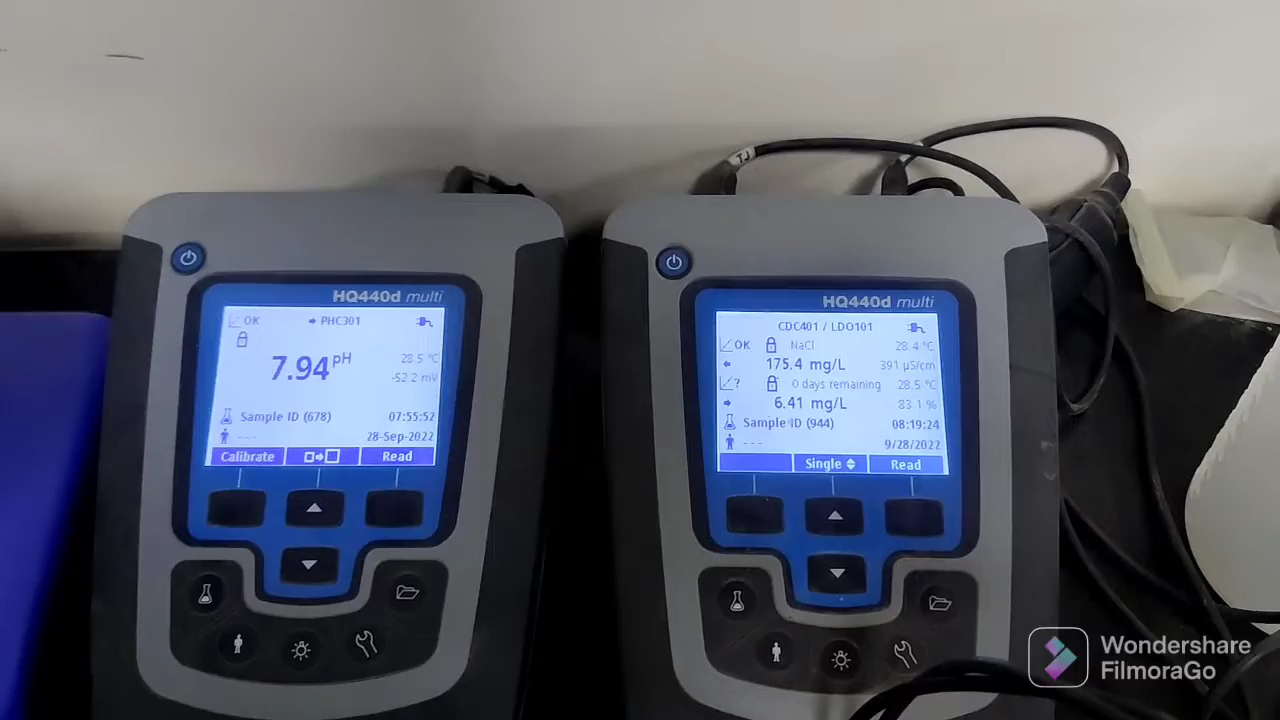 HQ440d multi
OK PHC301
7.94 pH 28.5 °C
-52.2 mV
Sample ID (678) 07:55:52
--- 28-Sep-2022
Calibrate Read
TJ
HQ440d multi
CDC401 / LDO101
OK NaCl 28.4 °C
175.4 mg/L 391 µS/cm
? 0 days remaining 28.5 °C
6.41 mg/L 83.1 %
Sample ID (944) 08:19:24
--- 9/28/2022
Single Read
Wondershare
FilmoraGo